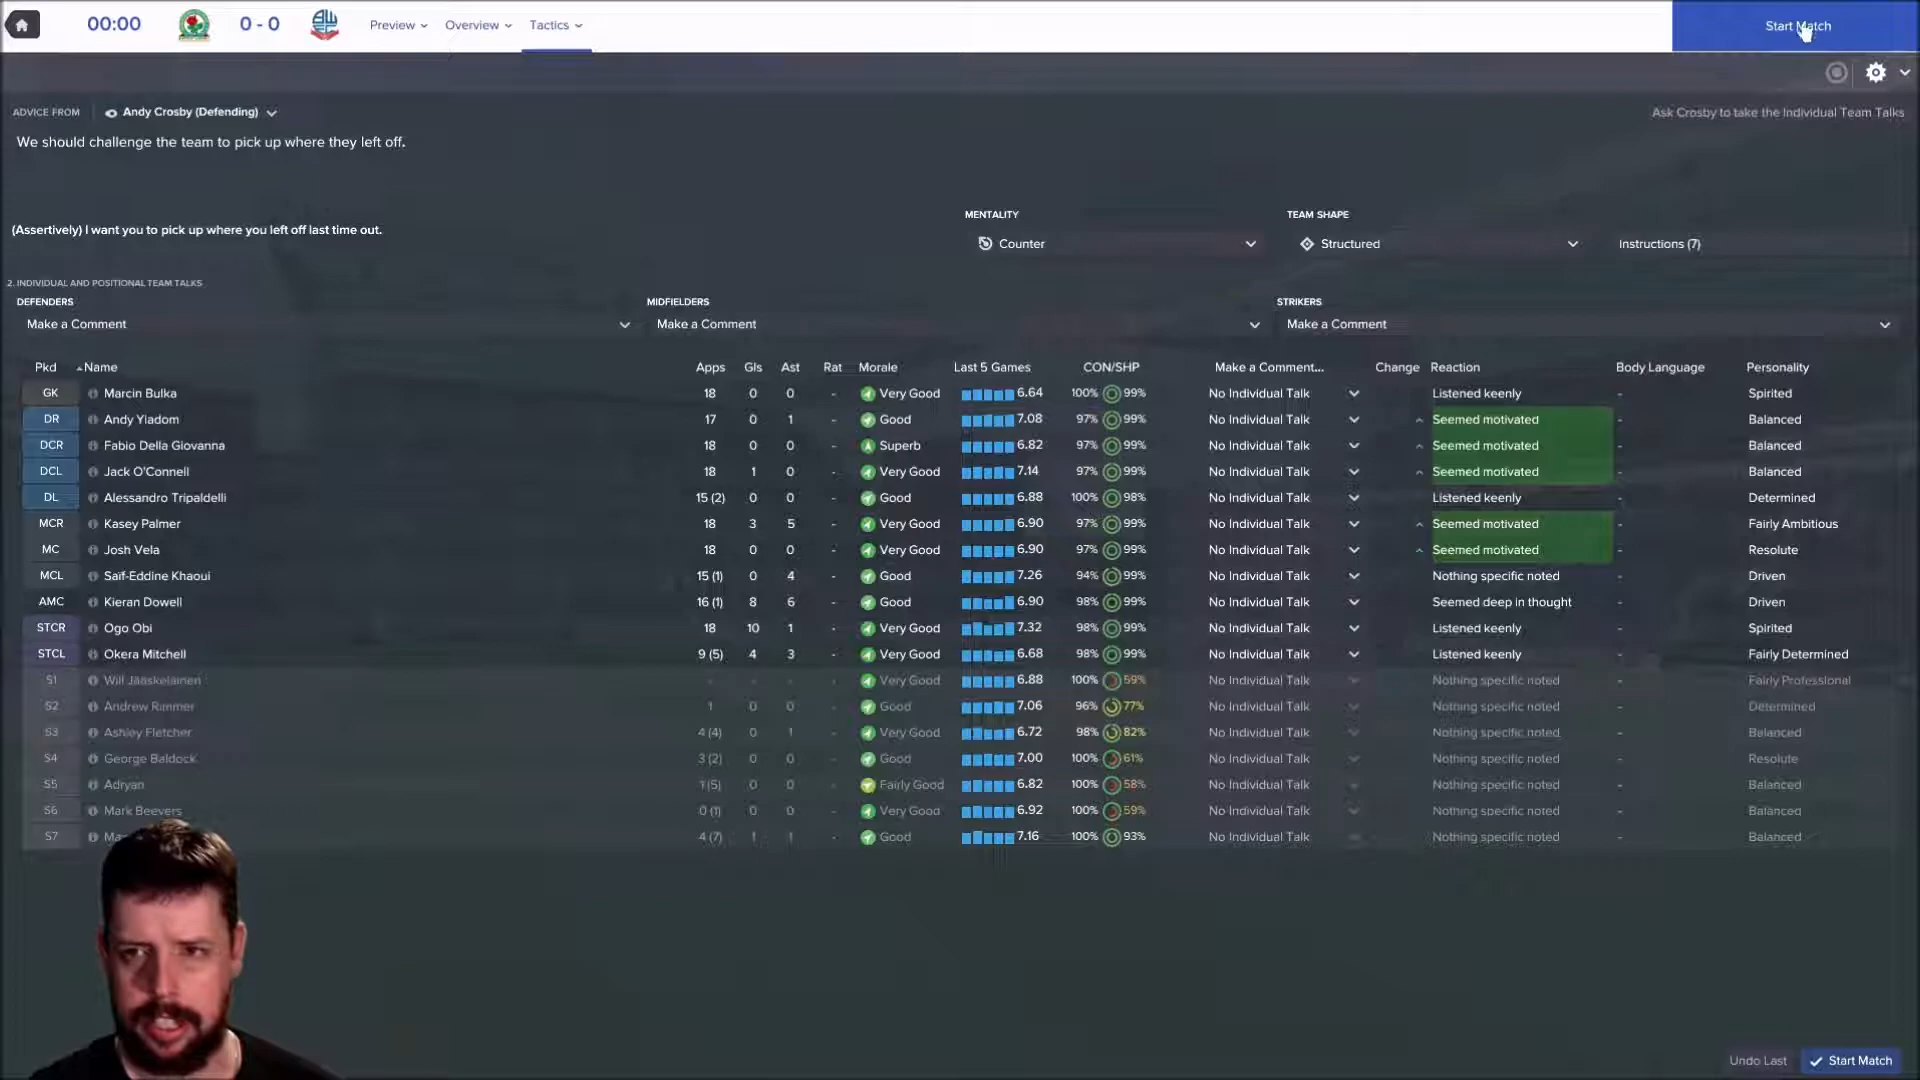 00:00 0 - 0 Preview Overview Tactics Start Match
ADVICE FROM Andy Crosby (Defending) Ask Crosby to take the Individual Team Talks
We should challenge the team to pick up where they left off.
MENTALITY TEAM SHAPE
(Assertively) I want you to pick up where you left off last time out.
Counter Structured Instructions (7)
2. INDIVIDUAL AND POSITIONAL TEAM TALKS
DEFENDERS MIDFIELDERS STRIKERS
Make a Comment Make a Comment Make a Comment
Pkd Name Apps Gls Ast Rat Morale Last 5 Games CON/SHP Make a Comment... Change Reaction Body Language Personality
GK Marcin Bulka 18 0 0 - Very Good 6.64 100% 99% No Individual Talk Listened keenly - Spirited
DR Andy Yiadom 17 0 1 - Good 7.08 97% 99% No Individual Talk Seemed motivated - Balanced
DCR Fabio Della Giovanna 18 0 0 - Superb 6.82 97% 99% No Individual Talk Seemed motivated - Balanced
DCL Jack O'Connell 18 1 0 - Very Good 7.14 97% 99% No Individual Talk Seemed motivated - Balanced
DL Alessandro Tripaldelli 15 (2) 0 0 - Good 6.88 100% 98% No Individual Talk Listened keenly - Determined
MCR Kasey Palmer 18 3 5 - Very Good 6.90 97% 99% No Individual Talk Seemed motivated - Fairly Ambitious
MC Josh Vela 18 0 0 - Very Good 6.90 97% 99% No Individual Talk Seemed motivated - Resolute
MCL Saîf-Eddine Khaoui 15 (1) 0 4 - Good 7.26 94% 99% No Individual Talk Nothing specific noted - Driven
AMC Kieran Dowell 16 (1) 8 6 - Good 6.90 98% 99% No Individual Talk Seemed deep in thought - Driven
STCR Ogo Obi 18 10 1 - Very Good 7.32 98% 99% No Individual Talk Listened keenly - Spirited
STCL Okera Mitchell 9 (5) 4 3 - Very Good 6.68 98% 99% No Individual Talk Listened keenly - Fairly Determined
S1 Will Jääskeläinen - - - - Very Good 6.88 100% 59% No Individual Talk Nothing specific noted - Fairly Professional
S2 Andrew Rimmer 1 0 0 - Good 7.06 96% 77% No Individual Talk Nothing specific noted - Determined
S3 Ashley Fletcher 4 (4) 0 1 - Very Good 6.72 98% 82% No Individual Talk Nothing specific noted - Balanced
S4 George Baldock 3 (2) 0 0 - Good 7.00 100% 61% No Individual Talk Nothing specific noted - Resolute
S5 Adryan 1 (5) 0 0 - Fairly Good 6.82 100% 58% No Individual Talk Nothing specific noted - Balanced
S6 Mark Beevers 0 (1) 0 0 - Very Good 6.92 100% 59% No Individual Talk Nothing specific noted - Balanced
S7 4 (7) 1 1 - Good 7.16 100% 93% No Individual Talk Nothing specific noted - Balanced
Undo Last Start Match